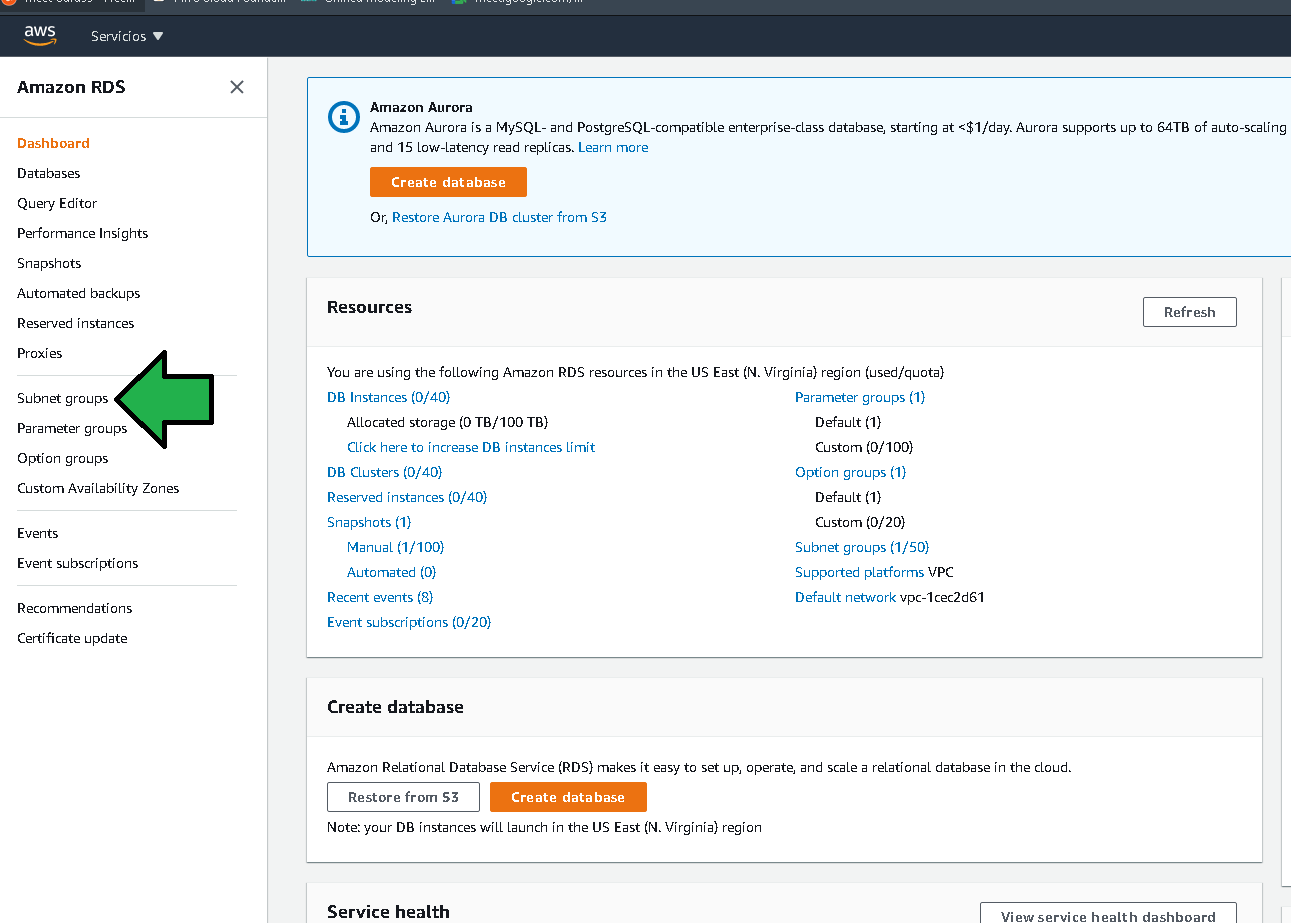 aws
Servicios ▼
Amazon RDS
Dashboard
Databases
Query Editor
Performance Insights
Snapshots
Automated backups
Reserved instances
Proxies
Subnet groups
Parameter groups
Option groups
Custom Availability Zones
Events
Event subscriptions
Recommendations
Certificate update
Amazon Aurora
Amazon Aurora is a MySQL- and PostgreSQL-compatible enterprise-class database, starting at <$1/day. Aurora supports up to 64TB of auto-scaling
and 15 low-latency read replicas. Learn more
Create database
Or, Restore Aurora DB cluster from S3
Resources
Refresh
You are using the following Amazon RDS resources in the US East (N. Virginia) region (used/quota)
DB Instances (0/40)
Allocated storage (0 TB/100 TB)
Click here to increase DB instances limit
DB Clusters (0/40)
Reserved instances (0/40)
Snapshots (1)
Manual (1/100)
Automated (0)
Recent events (8)
Event subscriptions (0/20)
Parameter groups (1)
Default (1)
Custom (0/100)
Option groups (1)
Default (1)
Custom (0/20)
Subnet groups (1/50)
Supported platforms VPC
Default network vpc-1cec2d61
Create database
Amazon Relational Database Service (RDS) makes it easy to set up, operate, and scale a relational database in the cloud.
Restore from S3
Create database
Note: your DB instances will launch in the US East (N. Virginia) region
Service health
View service health dashboard